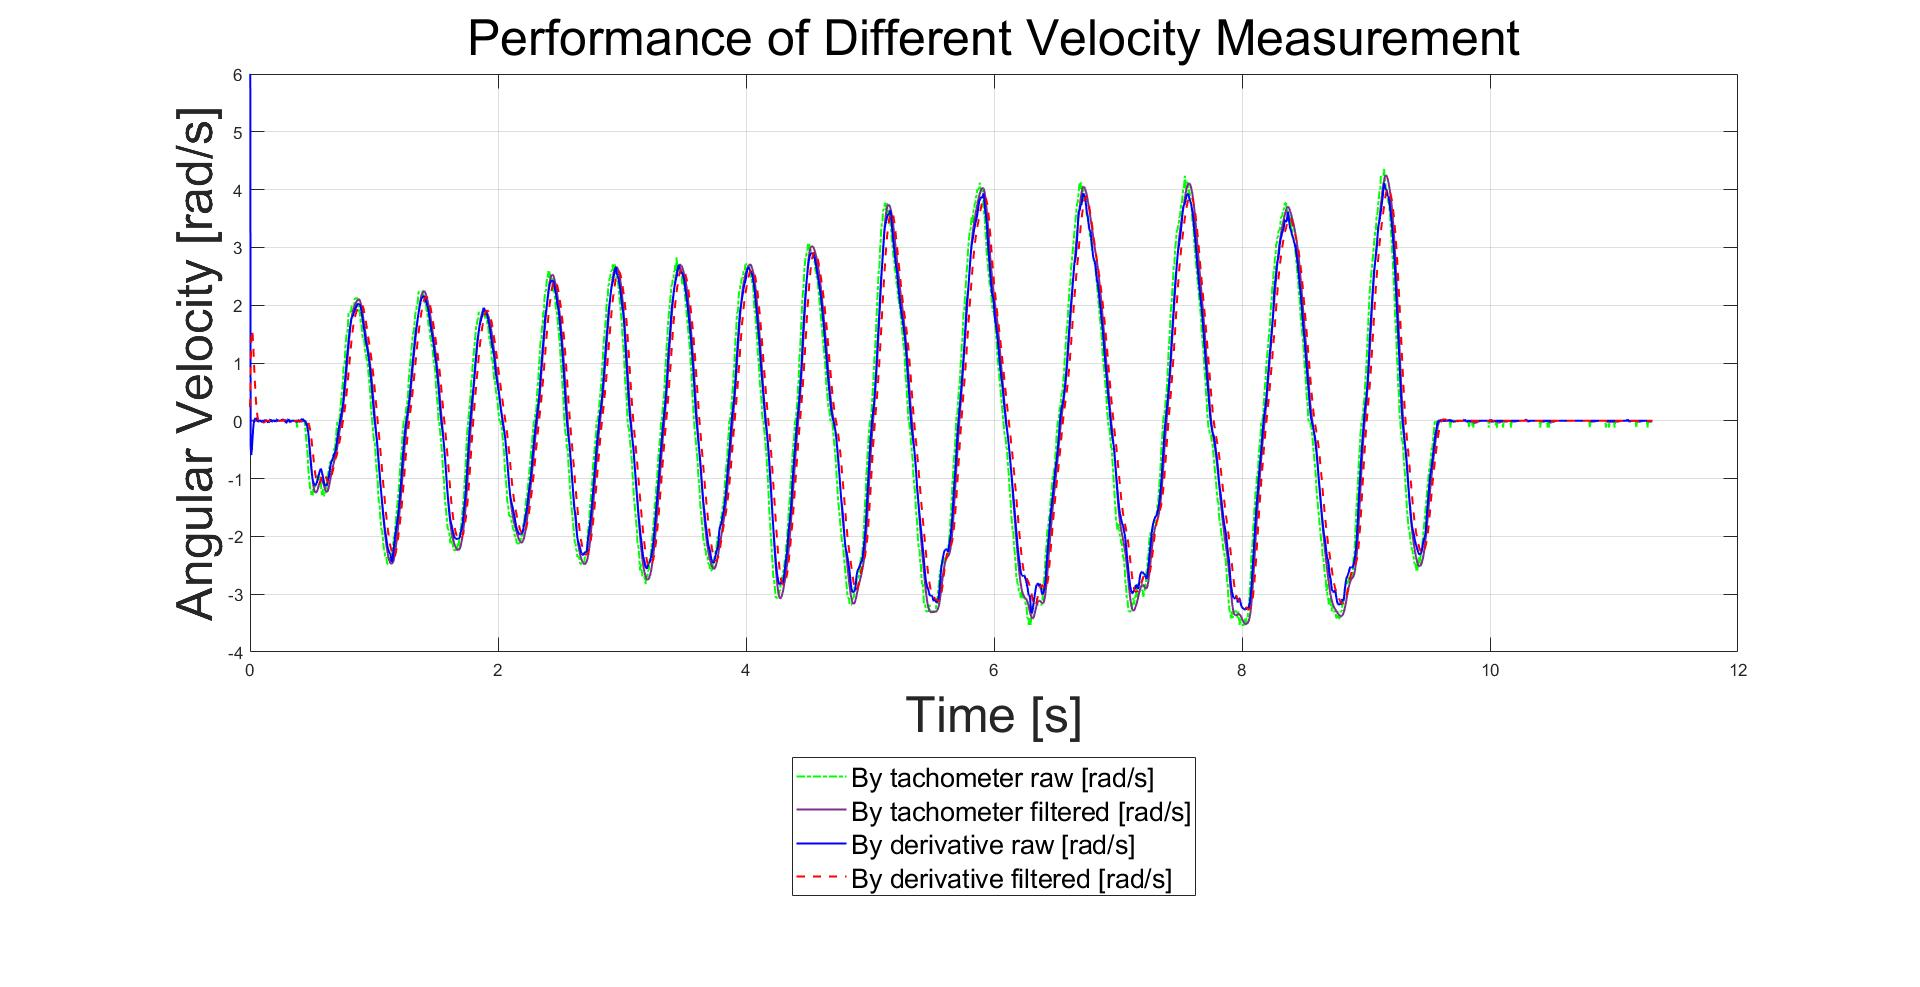 Performance of Different Velocity Measurement
Angular Velocity [rad/s]
6
5
4
3
2
1
0
-1
-2
-3
-4
0 2 4 6 8 10 12
Time [s]
By tachometer raw [rad/s]
By tachometer filtered [rad/s]
By derivative raw [rad/s]
By derivative filtered [rad/s]